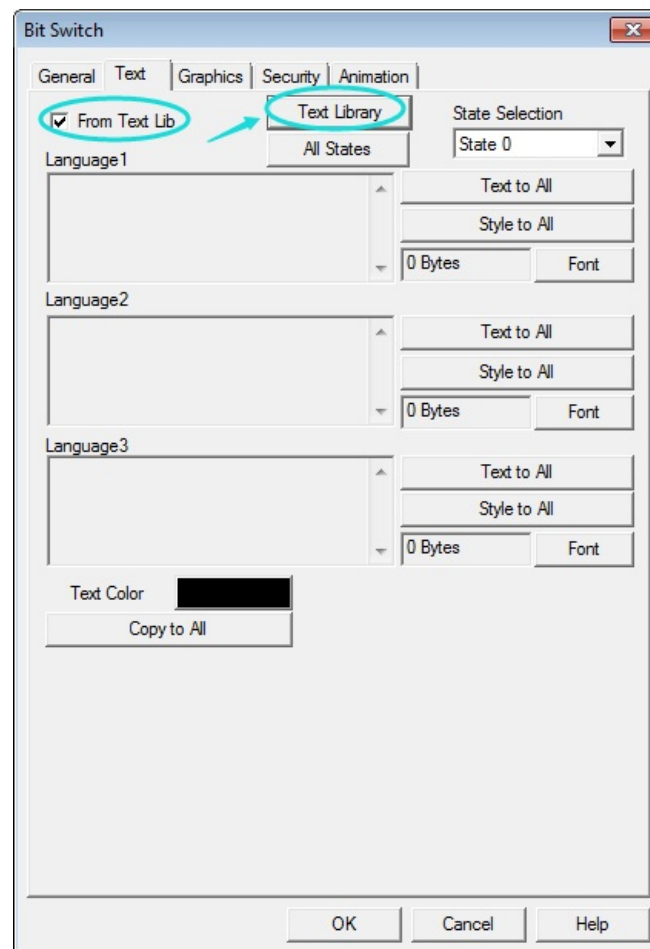 Bit Switch
General Text Graphics Security Animation
From Text Lib
Text Library
State Selection
All States
State 0
Language1
Text to All
Style to All
0 Bytes
Font
Language2
Text to All
Style to All
0 Bytes
Font
Language3
Text to All
Style to All
0 Bytes
Font
Text Color
Copy to All
OK Cancel Help